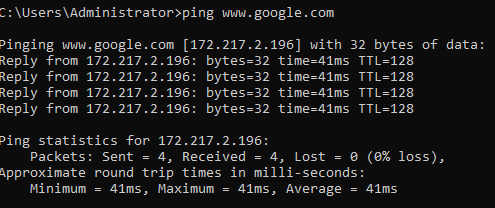 C:\Users\Administrator>ping www.google.com
Pinging www.google.com [172.217.2.196] with 32 bytes of data:
Reply from 172.217.2.196: bytes=32 time=41ms TTL=128
Reply from 172.217.2.196: bytes=32 time=41ms TTL=128
Reply from 172.217.2.196: bytes=32 time=41ms TTL=128
Reply from 172.217.2.196: bytes=32 time=41ms TTL=128
Ping statistics for 172.217.2.196:
    Packets: Sent = 4, Received = 4, Lost = 0 (0% loss),
Approximate round trip times in milli-seconds:
    Minimum = 41ms, Maximum = 41ms, Average = 41ms